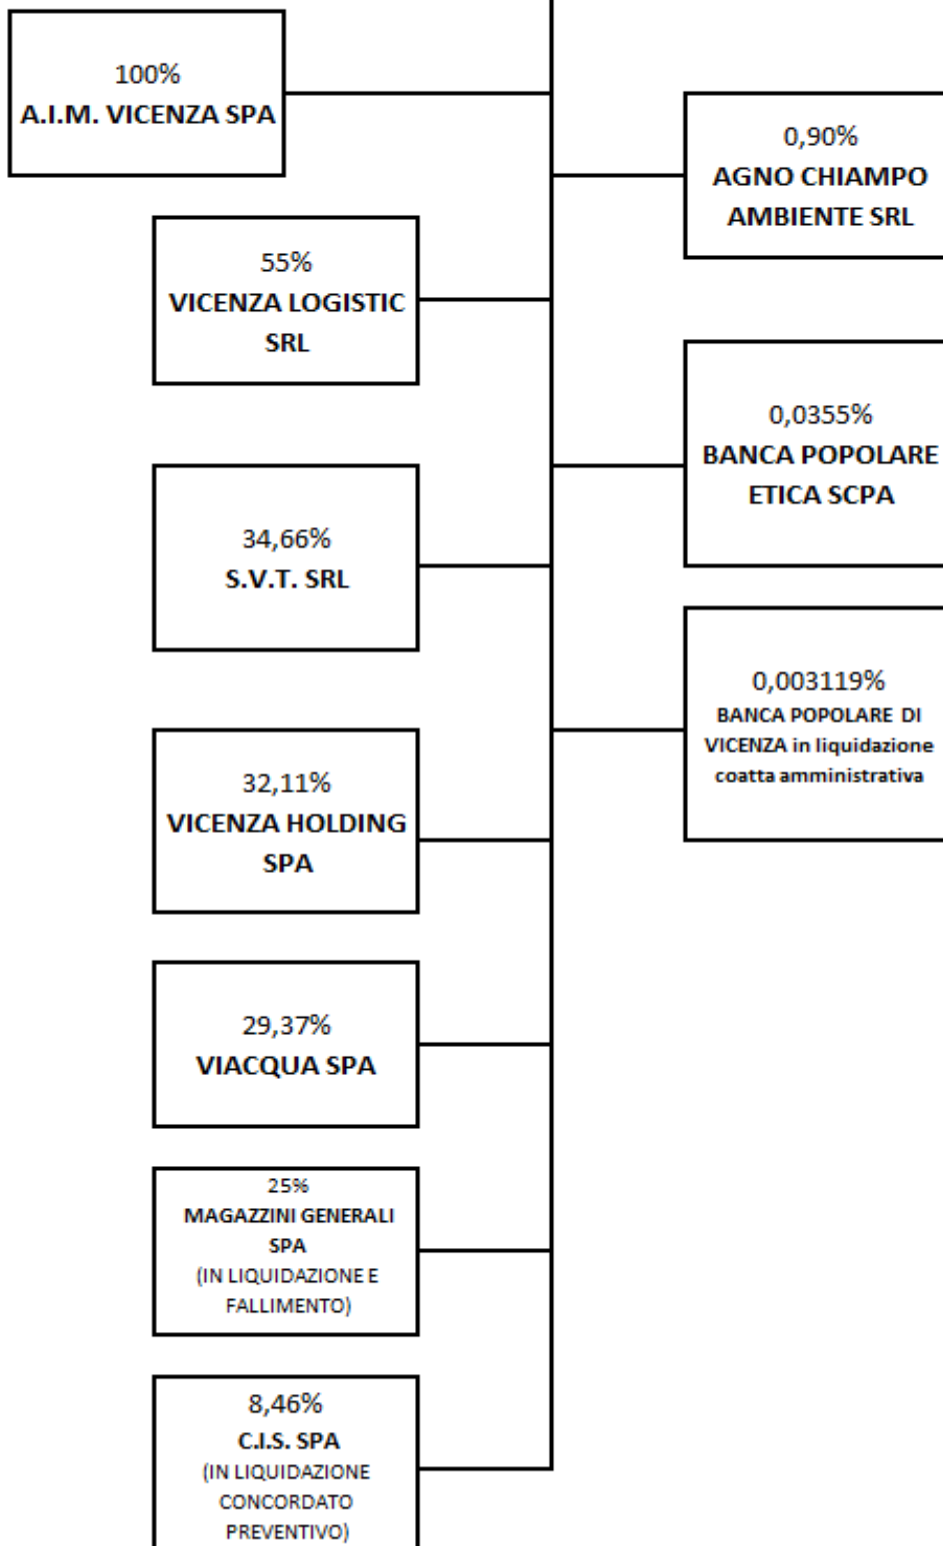 100%
A.I.M. VICENZA SPA
0,90%
AGNO CHIAMPO
AMBIENTE SRL
55%
VICENZA LOGISTIC
SRL
0,0355%
BANCA POPOLARE
ETICA SCPA
34,66%
S.V.T. SRL
0,003119%
BANCA POPOLARE DI
VICENZA in liquidazione
coatta amministrativa
32,11%
VICENZA HOLDING
SPA
29,37%
VIACQUA SPA
25%
MAGAZZINI GENERALI
SPA
(IN LIQUIDAZIONE E
FALLIMENTO)
8,46%
C.I.S. SPA
(IN LIQUIDAZIONE
CONCORDATO
PREVENTIVO)